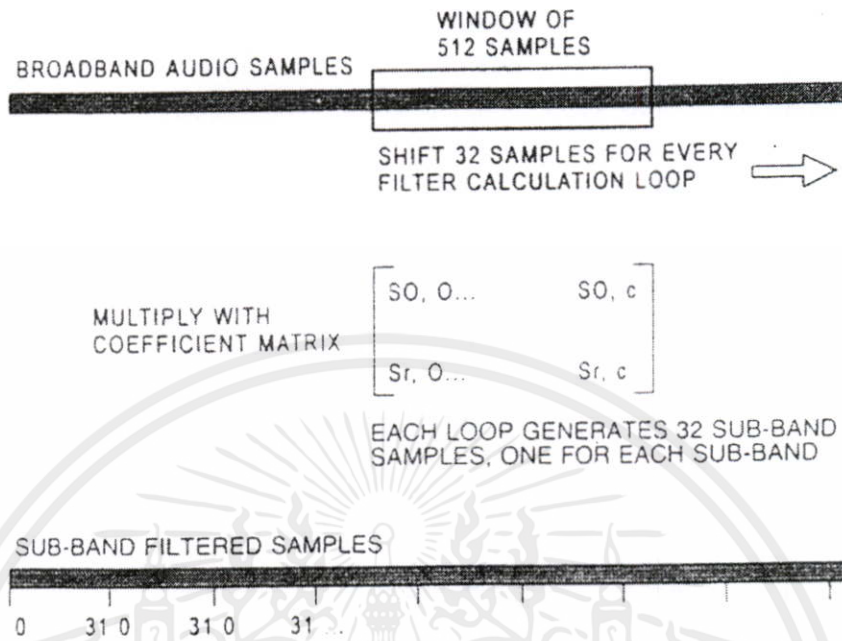 WINDOW OF
512 SAMPLES
BROADBAND AUDIO SAMPLES
SHIFT 32 SAMPLES FOR EVERY
FILTER CALCULATION LOOP
SO, O... SO, c
MULTIPLY WITH
COEFFICIENT MATRIX
Sr, O... Sr, c
EACH LOOP GENERATES 32 SUB-BAND
SAMPLES, ONE FOR EACH SUB-BAND
SUB-BAND FILTERED SAMPLES
0 31 0 31 0 31 ...